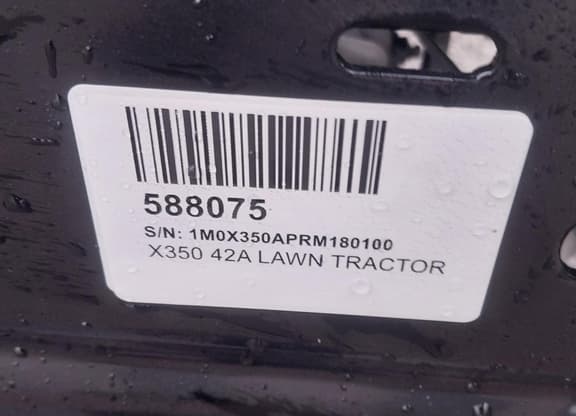 588075
S/N: 1M0X350APRM180100
X350 42A LAWN TRACTOR